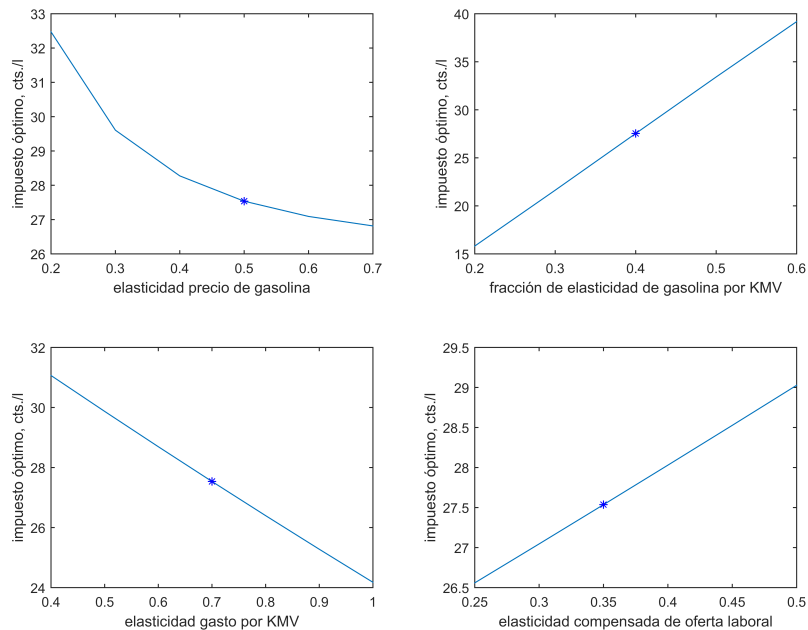 33
32
31
30
29
28
27
26
0.2 0.3 0.4 0.5 0.6 0.7
impuesto óptimo, cts./l
elasticidad precio de gasolina
40
35
30
25
20
15
0.2 0.3 0.4 0.5 0.6
impuesto óptimo, cts./l
fracción de elasticidad de gasolina por KMV
32
30
28
26
24
0.4 0.5 0.6 0.7 0.8 0.9 1
impuesto óptimo, cts./l
elasticidad gasto por KMV
29.5
29
28.5
28
27.5
27
26.5
0.25 0.3 0.35 0.4 0.45 0.5
impuesto óptimo, cts./l
elasticidad compensada de oferta laboral